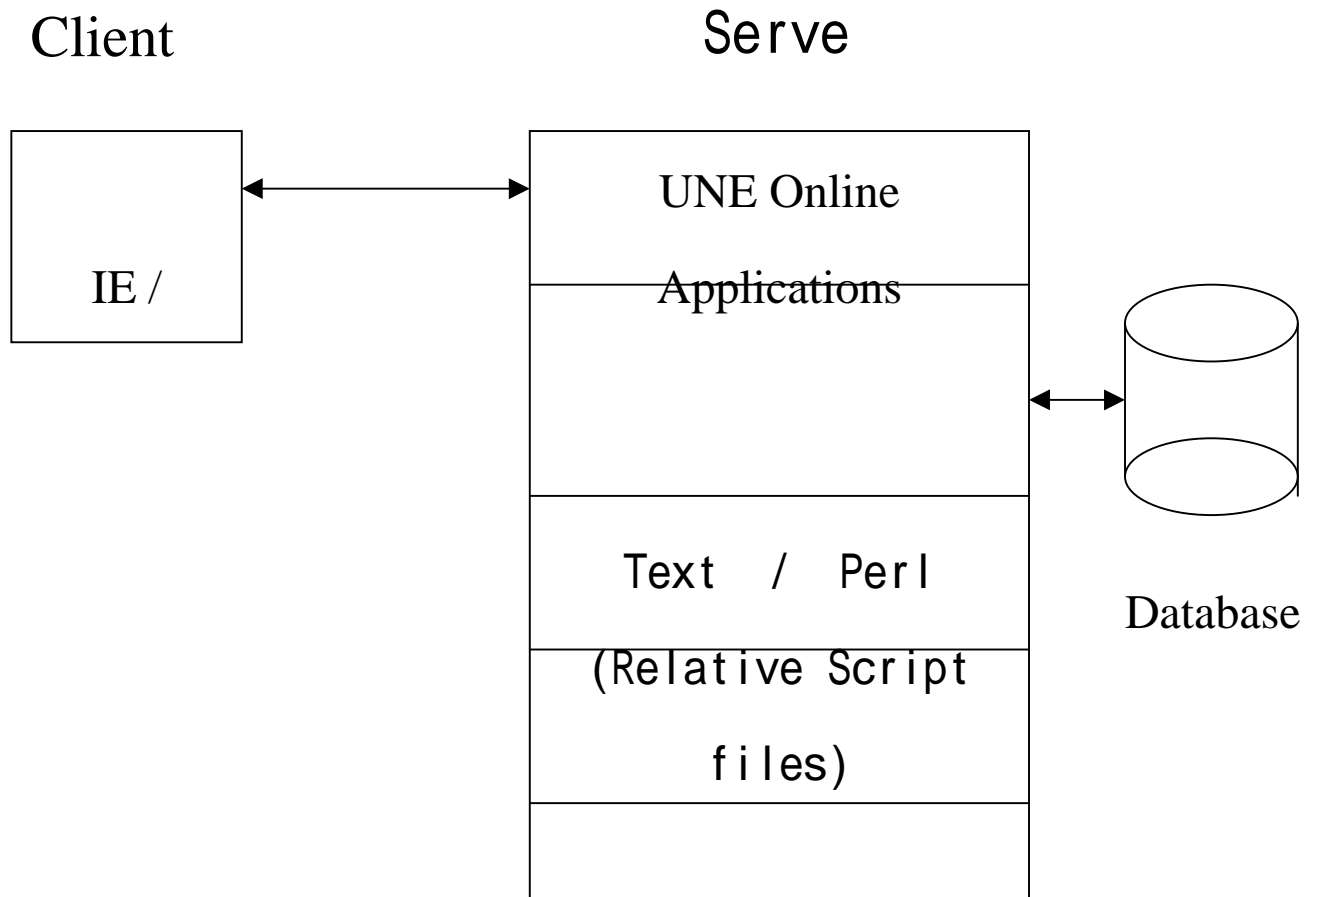 Client
Serve
UNE Online
Applications
IE /
Text / Perl
(Relative Script
files)
Database